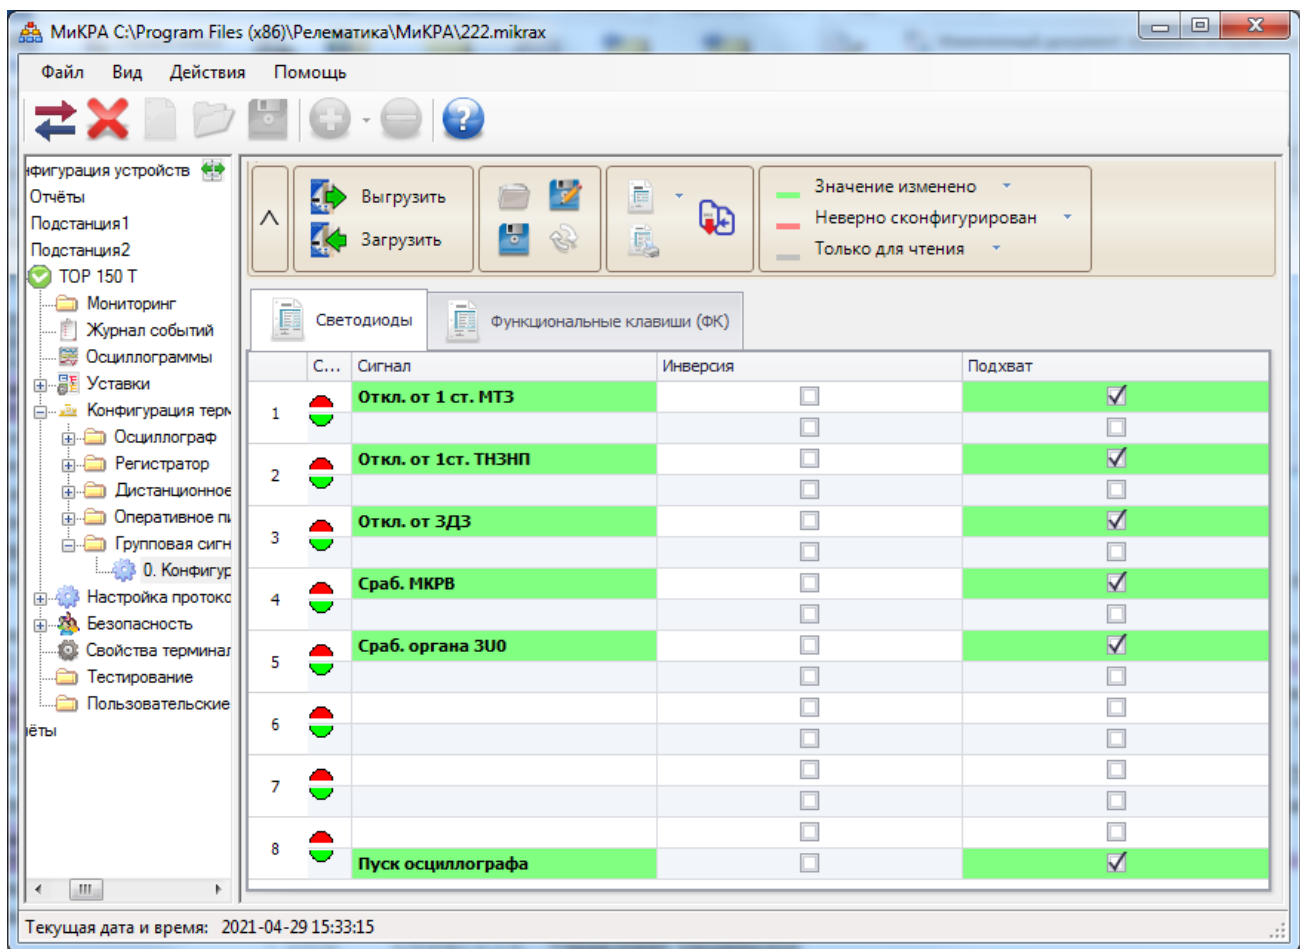 МиКРА C:\Program Files (x86)\Релематика\МиКРА\222.mikrax
Файл Вид Действия Помощь
нфигурация устройств
Отчёты
Подстанция1
Подстанция2
ТОР 150 Т
Мониторинг
Журнал событий
Осциллограммы
Уставки
Конфигурация терм
Осциллограф
Регистратор
Дистанционное
Оперативное пи
Групповая сигн
0. Конфигур
Настройка протоко
Безопасность
Свойства терминал
Тестирование
Пользовательские
ёты
Выгрузить
Загрузить
Значение изменено
Неверно сконфигурирован
Только для чтения
Светодиоды
Функциональные клавиши (ФК)
С... Сигнал Инверсия Подхват
1 Откл. от 1 ст. МТЗ
2 Откл. от 1ст. ТНЗНП
3 Откл. от ЗДЗ
4 Сраб. МКРВ
5 Сраб. органа 3U0
6
7
8
Пуск осциллографа
Текущая дата и время: 2021-04-29 15:33:15